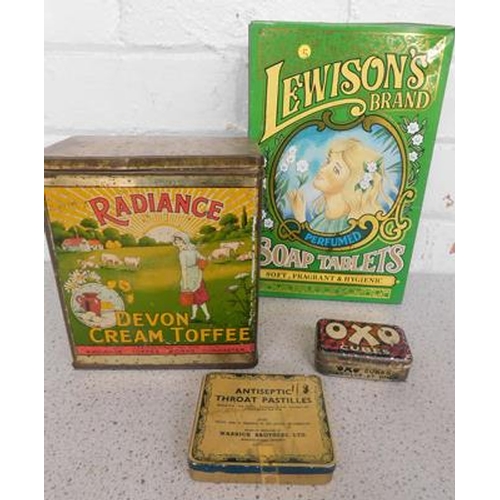 LEWISON'S
BRAND
PERFUMED
SOAP TABLETS
SOFT, FRAGRANT & HYGIENIC
RADIANCE
DEVON
CREAM TOFFEE
OXO
CUBES
ANTISEPTIC
THROAT PASTILLES
WARRICK BROTHERS, LTD.